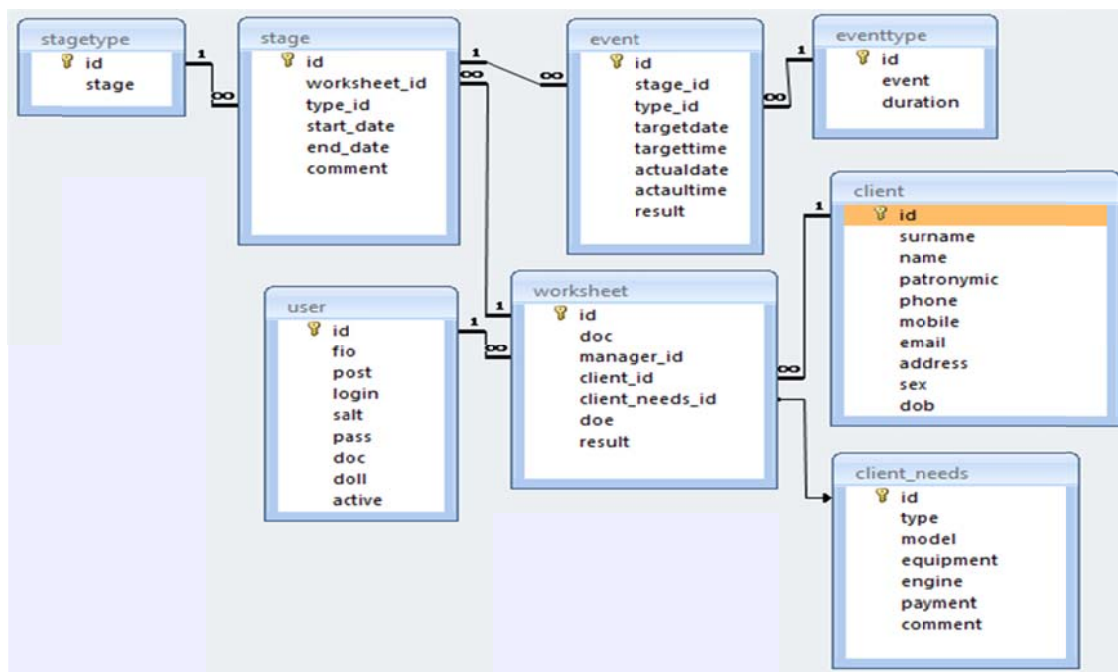 stagetype
id
stage
stage
id
worksheet_id
type_id
start_date
end_date
comment
event
id
stage_id
type_id
targetdate
targettime
actualdate
actaultime
result
eventtype
id
event
duration
client
id
surname
name
patronymic
phone
mobile
email
address
sex
dob
user
id
fio
post
login
salt
pass
doc
doll
active
worksheet
id
doc
manager_id
client_id
client_needs_id
doe
result
client_needs
id
type
model
equipment
engine
payment
comment
1
∞
1
∞
∞
1
∞
1
1
∞
1
1
∞